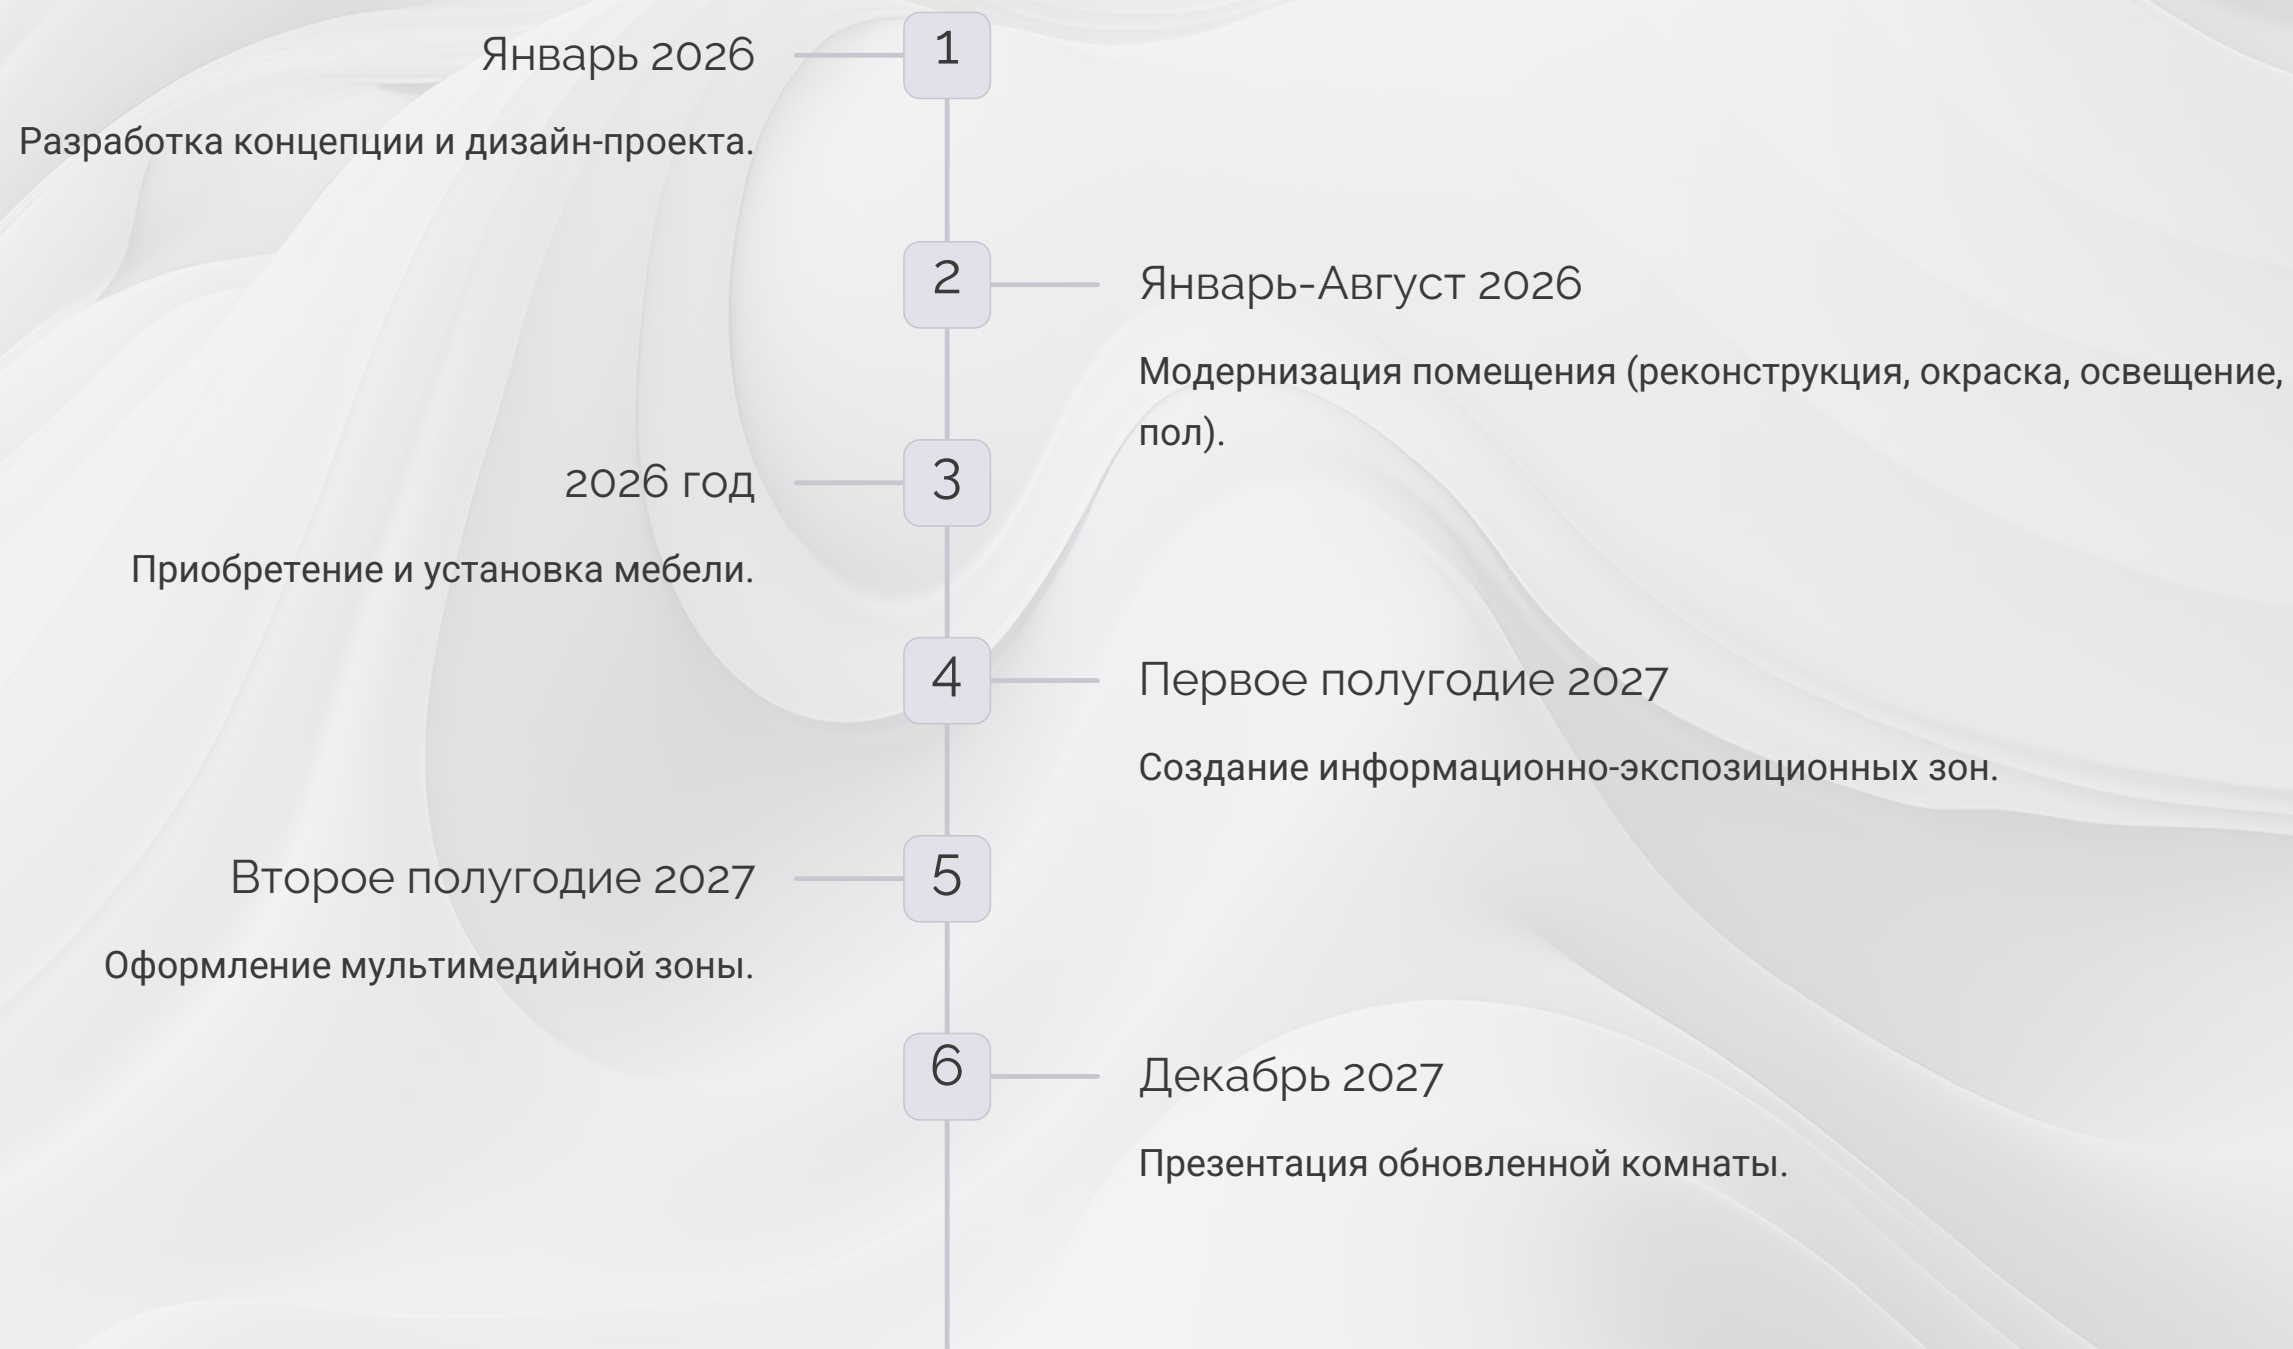 1
Январь 2026
Разработка концепции и дизайн-проекта.
2
Январь-Август 2026
Модернизация помещения (реконструкция, окраска, освещение,
пол).
3
2026 год
Приобретение и установка мебели.
4
Первое полугодие 2027
Создание информационно-экспозиционных зон.
5
Второе полугодие 2027
Оформление мультимедийной зоны.
6
Декабрь 2027
Презентация обновленной комнаты.